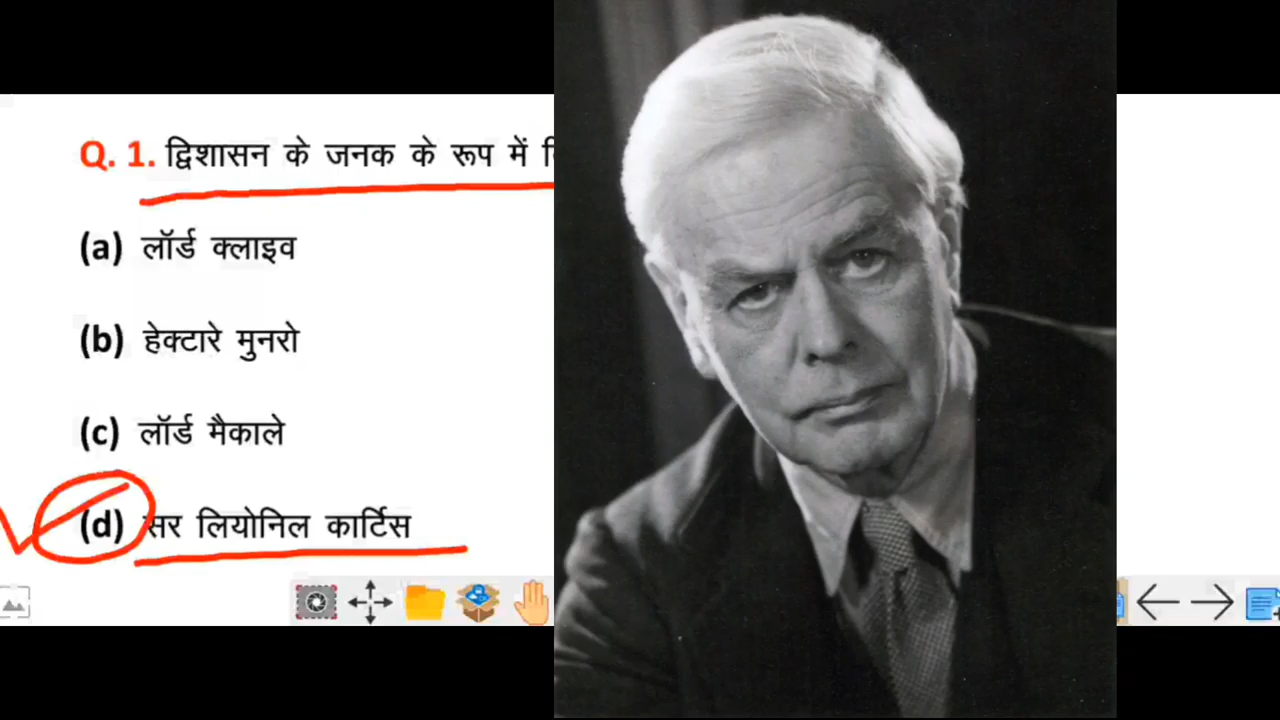 Q. 1. द्विशासन के जनक के रूप में
(a) लॉर्ड क्लाइव
(b) हेक्टारे मुनरो
(c) लॉर्ड मैकाले
(d) सर लियोनिल कार्टिस